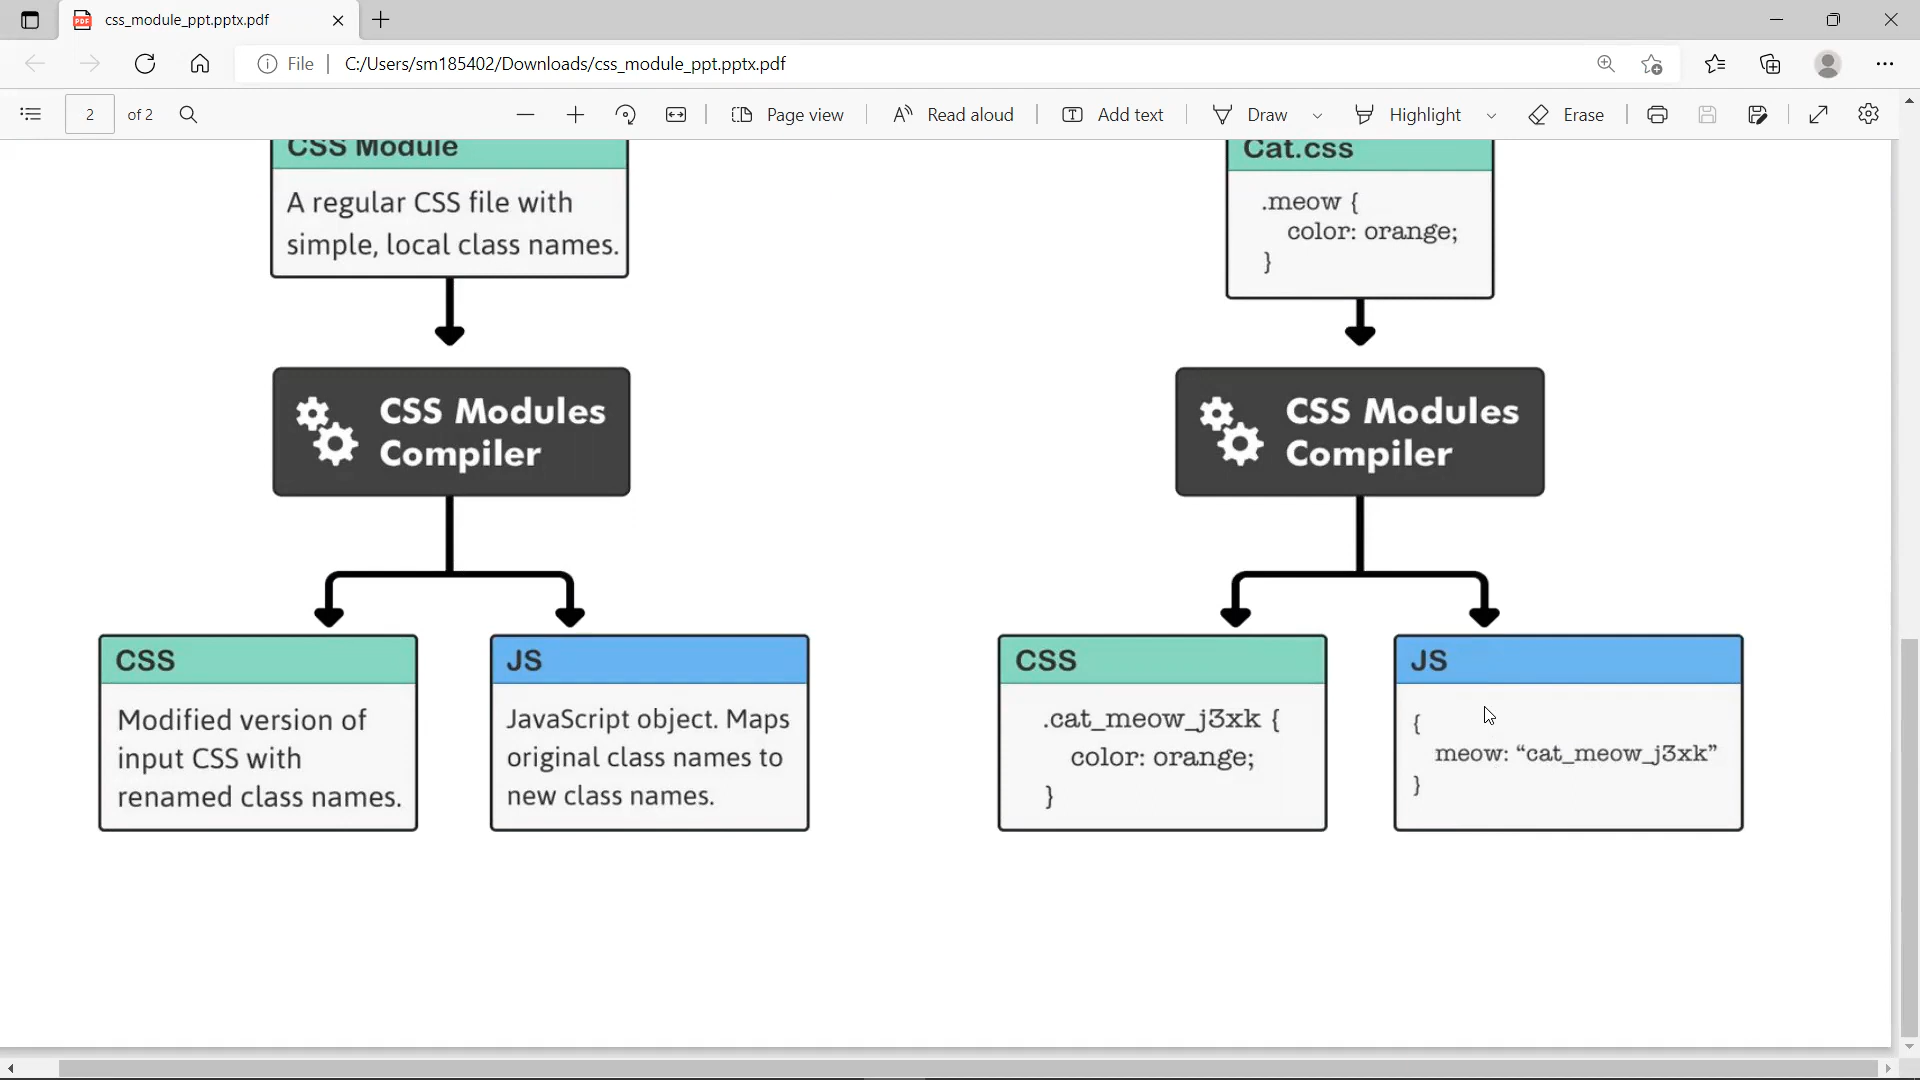 css_module_ppt.pptx.pdf
File
C:/Users/sm185402/Downloads/css_module_ppt.pptx.pdf
2 of 2
Page view
Read aloud
Add text
Draw
Highlight
Erase
CSS Module
A regular CSS file with
simple, local class names.
CSS Modules
Compiler
CSS
Modified version of
input CSS with
renamed class names.
JS
JavaScript object. Maps
original class names to
new class names.
Cat.css
.meow {
color: orange;
}
CSS Modules
Compiler
CSS
.cat_meow_j3xk {
color: orange;
}
JS
{
meow: “cat_meow_j3xk”
}